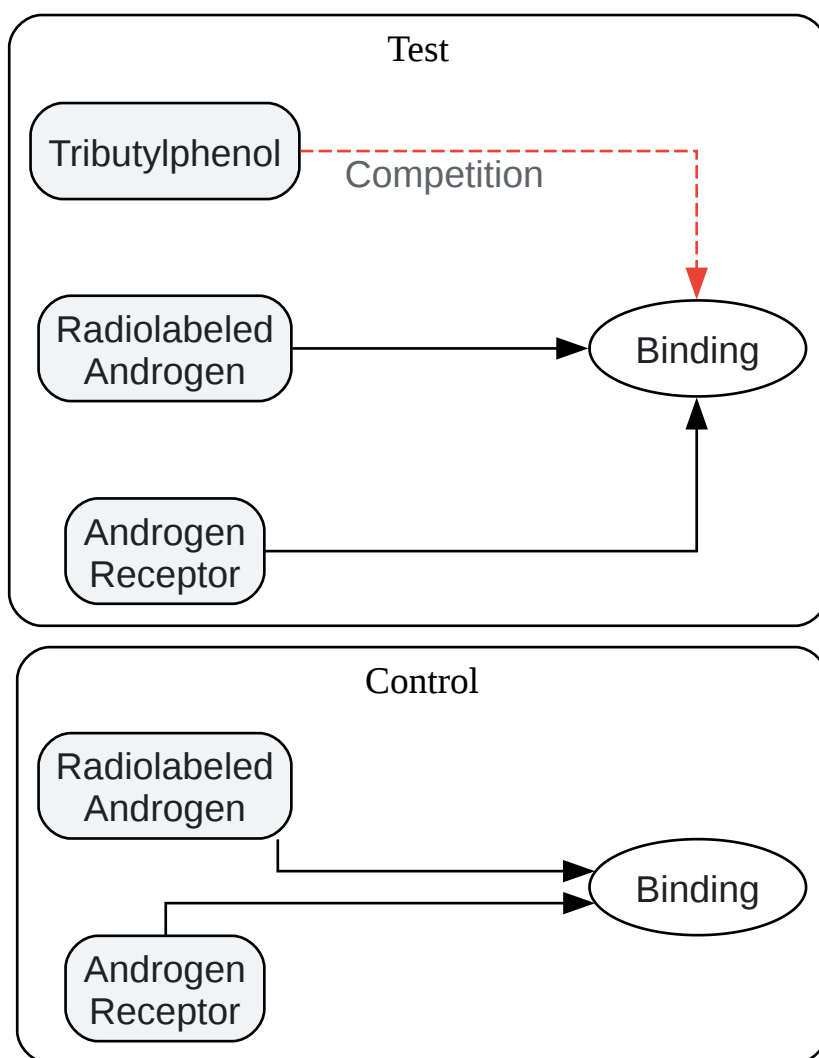 Test
Tributylphenol
Competition
Radiolabeled
Androgen
Binding
Androgen
Receptor
Control
Radiolabeled
Androgen
Binding
Androgen
Receptor